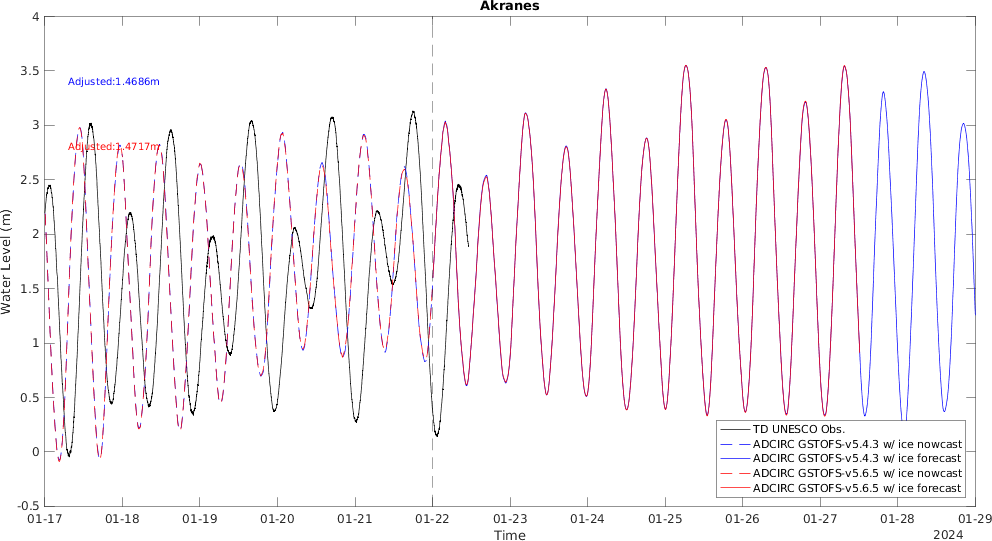 Akranes
4
3.5
3
2.5
2
1.5
1
0.5
0
-0.5
Water Level (m)
Adjusted:1.4686m
Adjusted:1.4717m
TD UNESCO Obs.
ADCIRC GSTOFS-v5.4.3 w/ ice nowcast
ADCIRC GSTOFS-v5.4.3 w/ ice forecast
ADCIRC GSTOFS-v5.6.5 w/ ice nowcast
ADCIRC GSTOFS-v5.6.5 w/ ice forecast
01-17 01-18 01-19 01-20 01-21 01-22 01-23 01-24 01-25 01-26 01-27 01-28 01-29
Time
2024